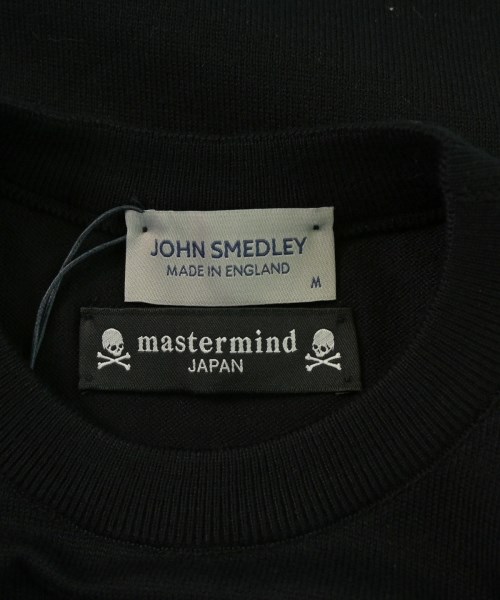 JOHN SMEDLEY
MADE IN ENGLAND
M
mastermind
JAPAN